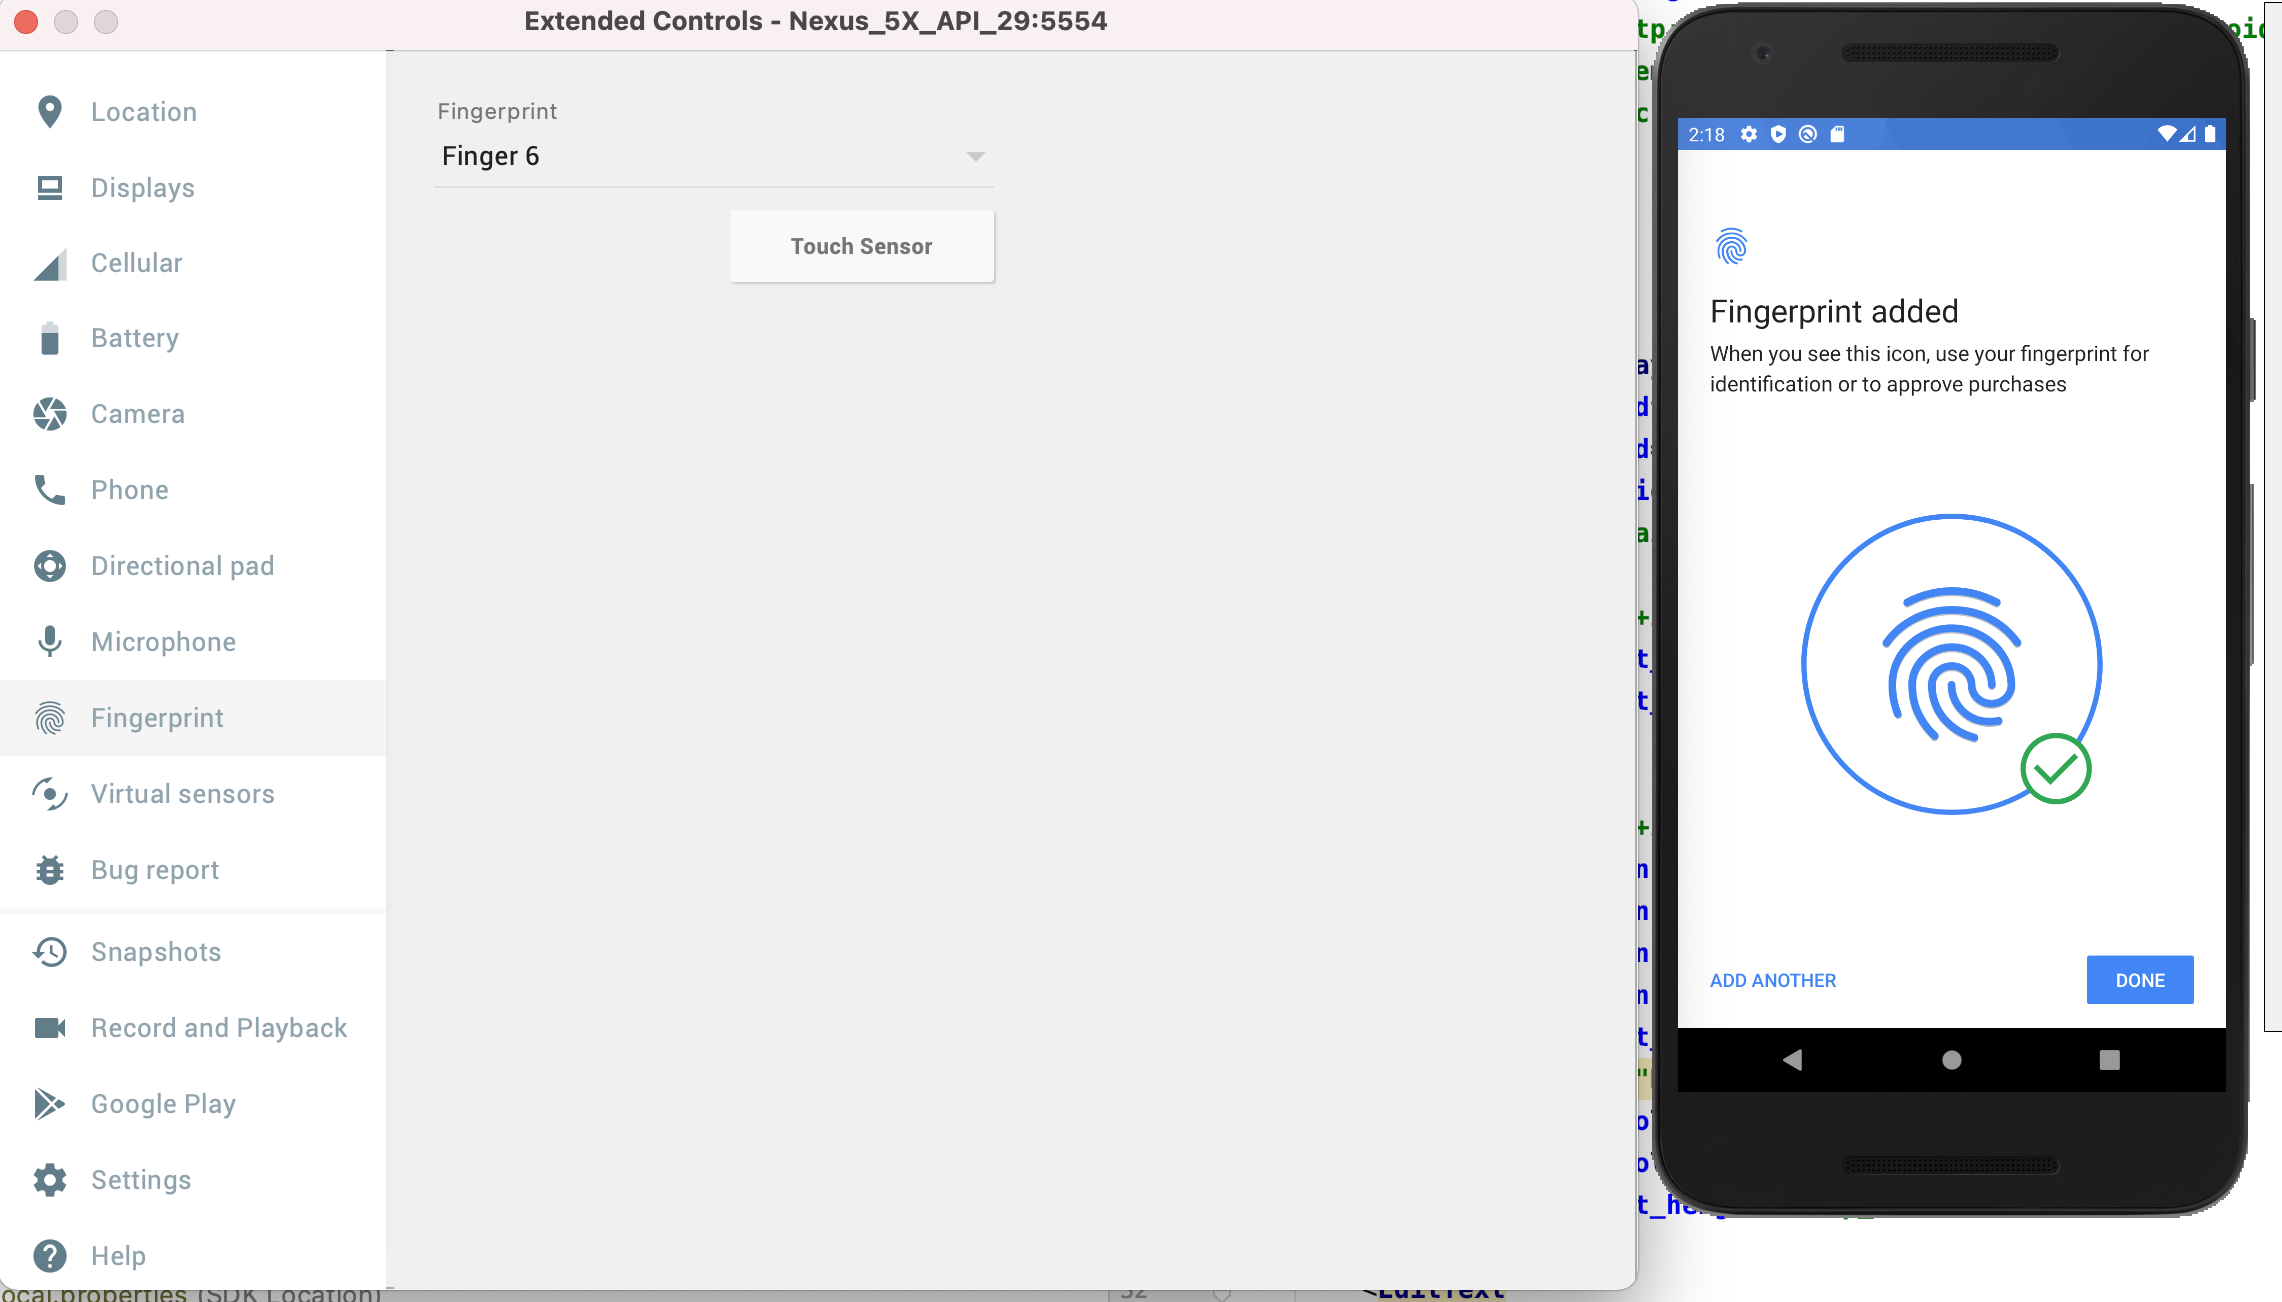 Extended Controls - Nexus_5X_API_29:5554
Location
Displays
Cellular
Battery
Camera
Phone
Directional pad
Microphone
Fingerprint
Virtual sensors
Bug report
Snapshots
Record and Playback
Google Play
Settings
Help
Fingerprint
Finger 6
Touch Sensor
2:18
Fingerprint added
When you see this icon, use your fingerprint for
identification or to approve purchases
ADD ANOTHER
DONE
ocal.properties (SDK Location)
52
<EditText